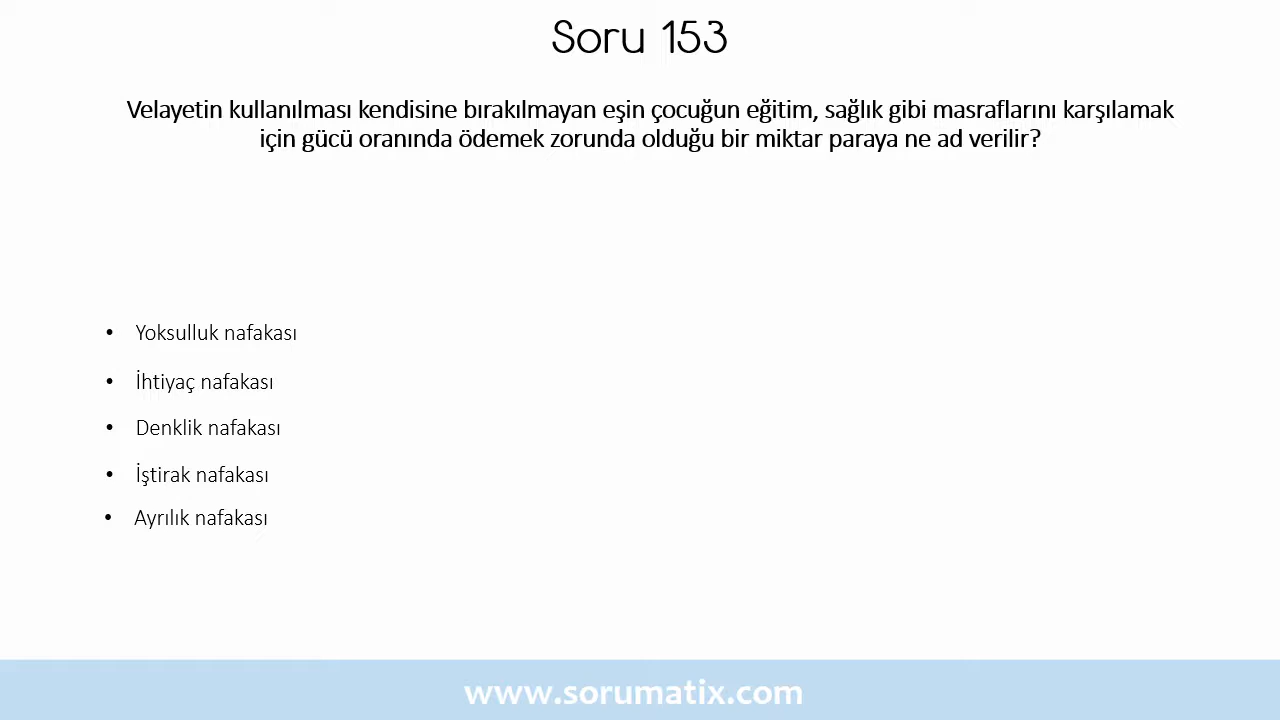 Soru 153
Velayetin kullanılması kendisine bırakılmayan eşin çocuğun eğitim, sağlık gibi masraflarını karşılamak
için gücü oranında ödemek zorunda olduğu bir miktar paraya ne ad verilir?
• Yoksulluk nafakası
• İhtiyaç nafakası
• Denklik nafakası
• İştirak nafakası
• Ayrılık nafakası
www.sorumatix.com